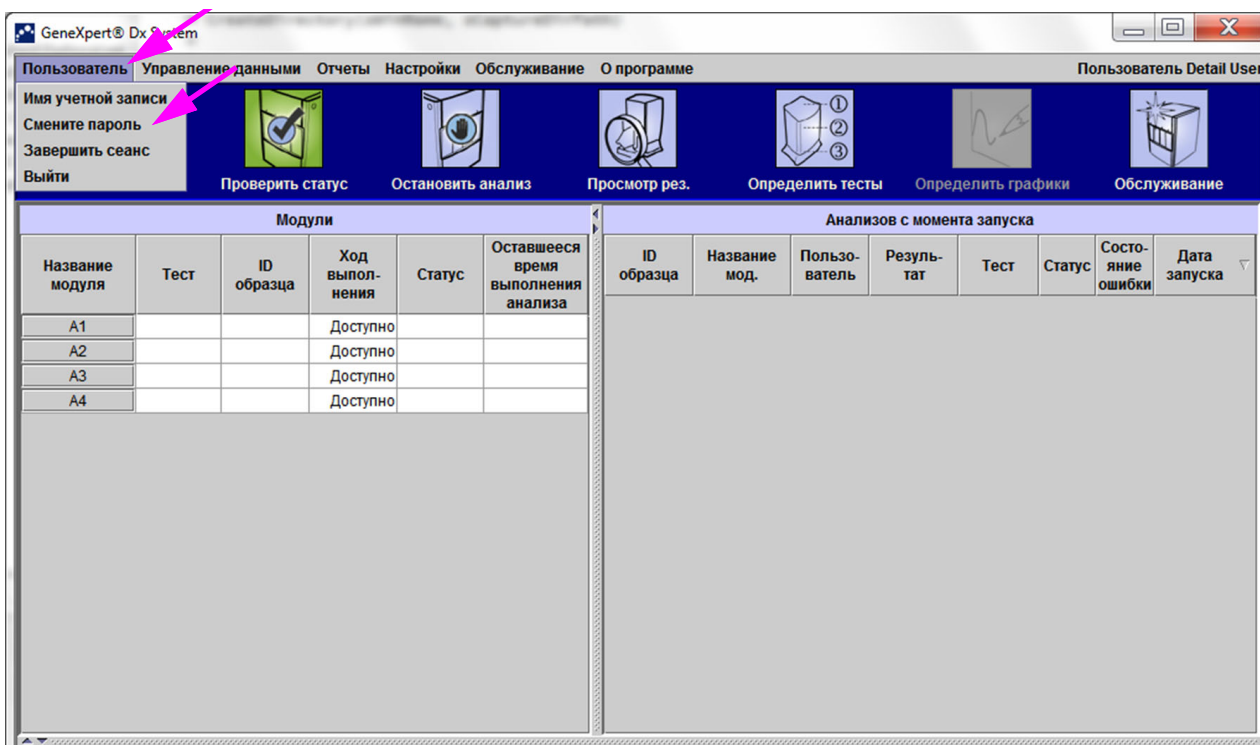 GeneXpert® Dx System
Пользователь Управление данными Отчеты Настройки Обслуживание О программе Пользователь Detail User
Имя учетной записи
Смените пароль
Завершить сеанс
Выйти
Проверить статус Остановить анализ Просмотр рез. Определить тесты Определить графики Обслуживание
1
2
3
Модули
Название модуля Тест ID образца Ход выпол-нения Статус Оставшееся время выполнения анализа
A1 Доступно
A2 Доступно
A3 Доступно
A4 Доступно
Анализов с момента запуска
ID образца Название мод. Пользо-ватель Резуль-тат Тест Статус Состо-яние ошибки Дата запуска